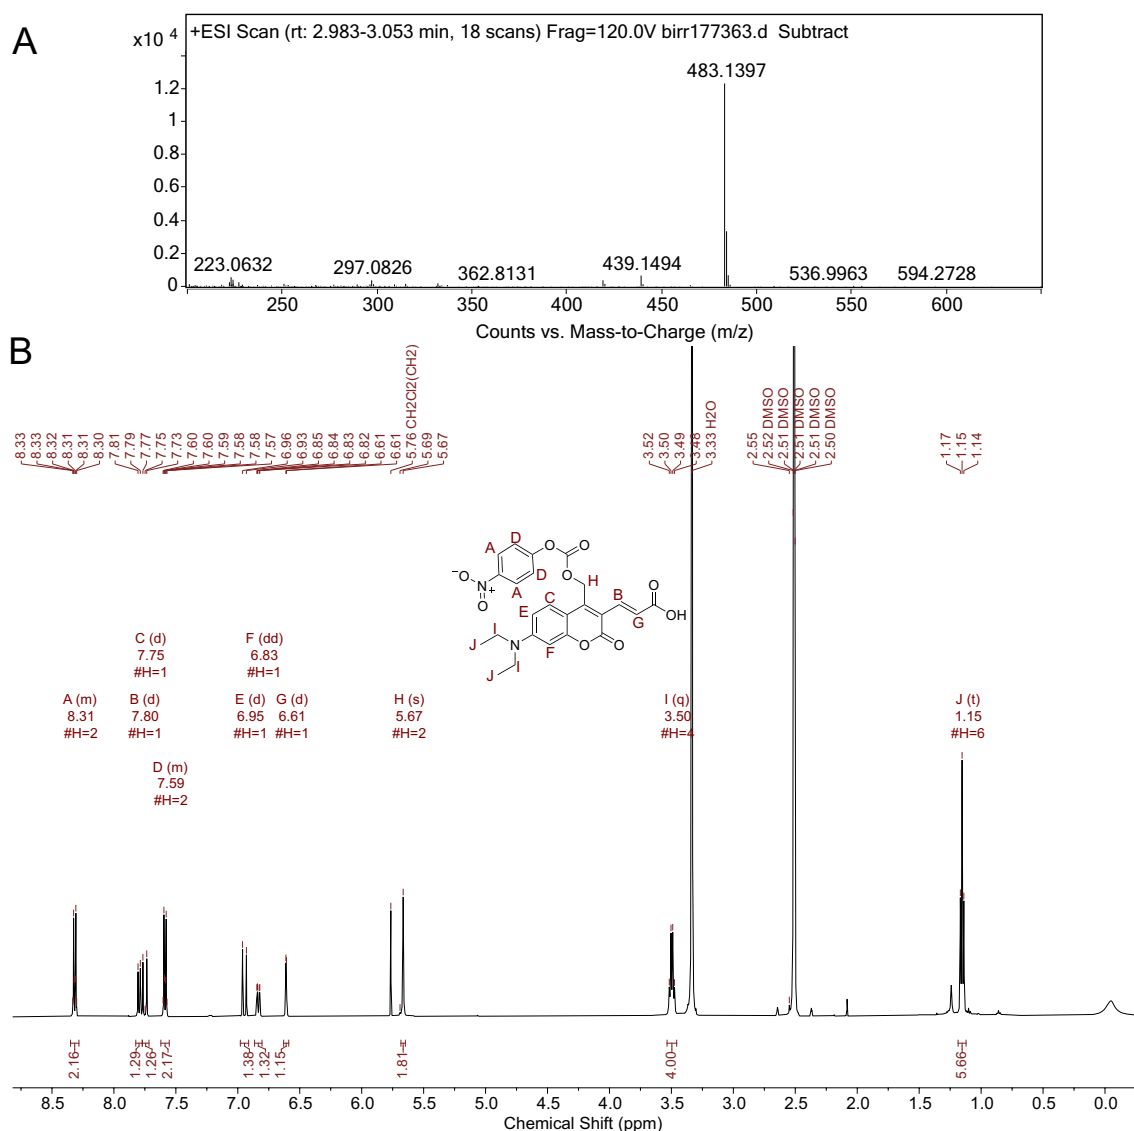 A
+ESI Scan (rt: 2.983-3.053 min, 18 scans) Frag=120.0V birr177363.d Subtract
x10 4
483.1397
1.2
1
0.8
0.6
0.4
0.2
0
223.0632 297.0826 362.8131 439.1494 536.9963 594.2728
250 300 350 400 450 500 550 600
Counts vs. Mass-to-Charge (m/z)
B
8.33
8.33
8.32
8.31
8.31
8.30
7.81
7.79
7.77
7.75
7.73
7.60
7.60
7.59
7.58
7.58
7.57
6.96
6.93
6.85
6.84
6.83
6.82
6.61
6.61
5.76 CH2Cl2(CH2)
5.69
5.67
3.52
3.50
3.49
3.48
3.33 H2O
2.55
2.52 DMSO
2.51 DMSO
2.51 DMSO
2.51 DMSO
2.50 DMSO
1.17
1.15
1.14
A D O O
O H
D
A
O− N+ O
E C B O
G OH
I N F O O
J
I
J
C (d)
7.75
#H=1
F (dd)
6.83
#H=1
A (m)
8.31
#H=2
B (d)
7.80
#H=1
E (d)
6.95
#H=1
G (d)
6.61
#H=1
H (s)
5.67
#H=2
I (q)
3.50
#H=4
J (t)
1.15
#H=6
D (m)
7.59
#H=2
2.16
1.29
1.26
2.17
1.38
1.32
1.15
1.81
4.00
5.66
8.5 8.0 7.5 7.0 6.5 6.0 5.5 5.0 4.5 4.0 3.5 3.0 2.5 2.0 1.5 1.0 0.5 0.0
Chemical Shift (ppm)